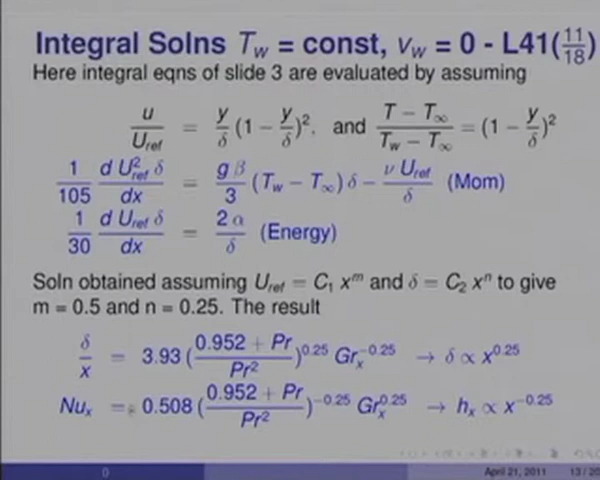 Integral Solns T_w = const, v_w = 0 - L41(11/18)
Here integral eqns of slide 3 are evaluated by assuming
u/U_ref = y/δ (1 − y/δ)², and (T − T_∞)/(T_w − T_∞) = (1 − y/δ)²
1/105 d U²_ref δ/dx = g β/3 (T_w − T_∞) δ − ν U_ref/δ (Mom)
1/30 d U_ref δ/dx = 2 α/δ (Energy)
Soln obtained assuming U_ref = C₁ x^m and δ = C₂ x^n to give
m = 0.5 and n = 0.25. The result
δ/x = 3.93 ((0.952 + Pr)/Pr²)^0.25 Gr_x^−0.25 → δ ∝ x^0.25
Nu_x = 0.508 ((0.952 + Pr)/Pr²)^−0.25 Gr_x^0.25 → h_x ∝ x^−0.25
0 April 21, 2011 13 / 20